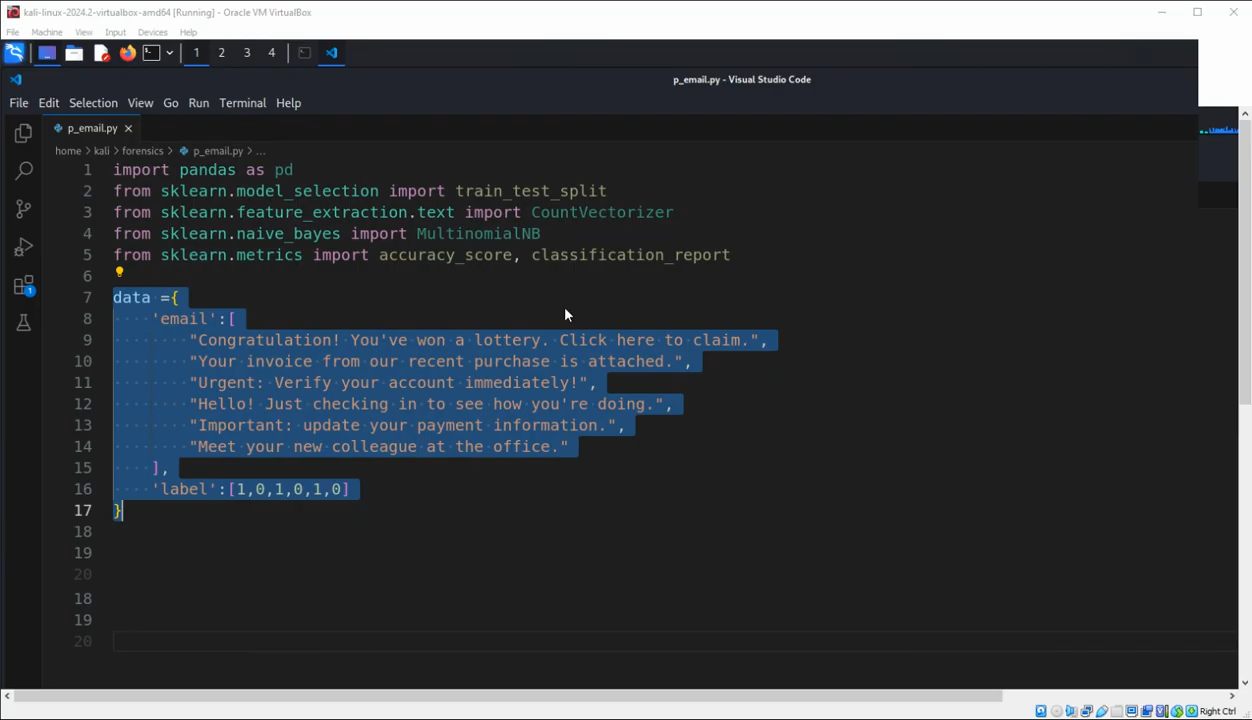 kali-linux-2024.2-virtualbox-amd64 [Running] - Oracle VM VirtualBox
File Machine View Input Devices Help
1 2 3 4
p_email.py - Visual Studio Code
File Edit Selection View Go Run Terminal Help
p_email.py
home > kali > forensics > p_email.py > ...
1 import pandas as pd
2 from sklearn.model_selection import train_test_split
3 from sklearn.feature_extraction.text import CountVectorizer
4 from sklearn.naive_bayes import MultinomialNB
5 from sklearn.metrics import accuracy_score, classification_report
6
7 data ={
8 'email':[
9 "Congratulation! You've won a lottery. Click here to claim.",
10 "Your invoice from our recent purchase is attached.",
11 "Urgent: Verify your account immediately!",
12 "Hello! Just checking in to see how you're doing.",
13 "Important: update your payment information.",
14 "Meet your new colleague at the office."
15 ],
16 'label':[1,0,1,0,1,0]
17 }
18
19
20
18
19
20
1
Right Ctrl